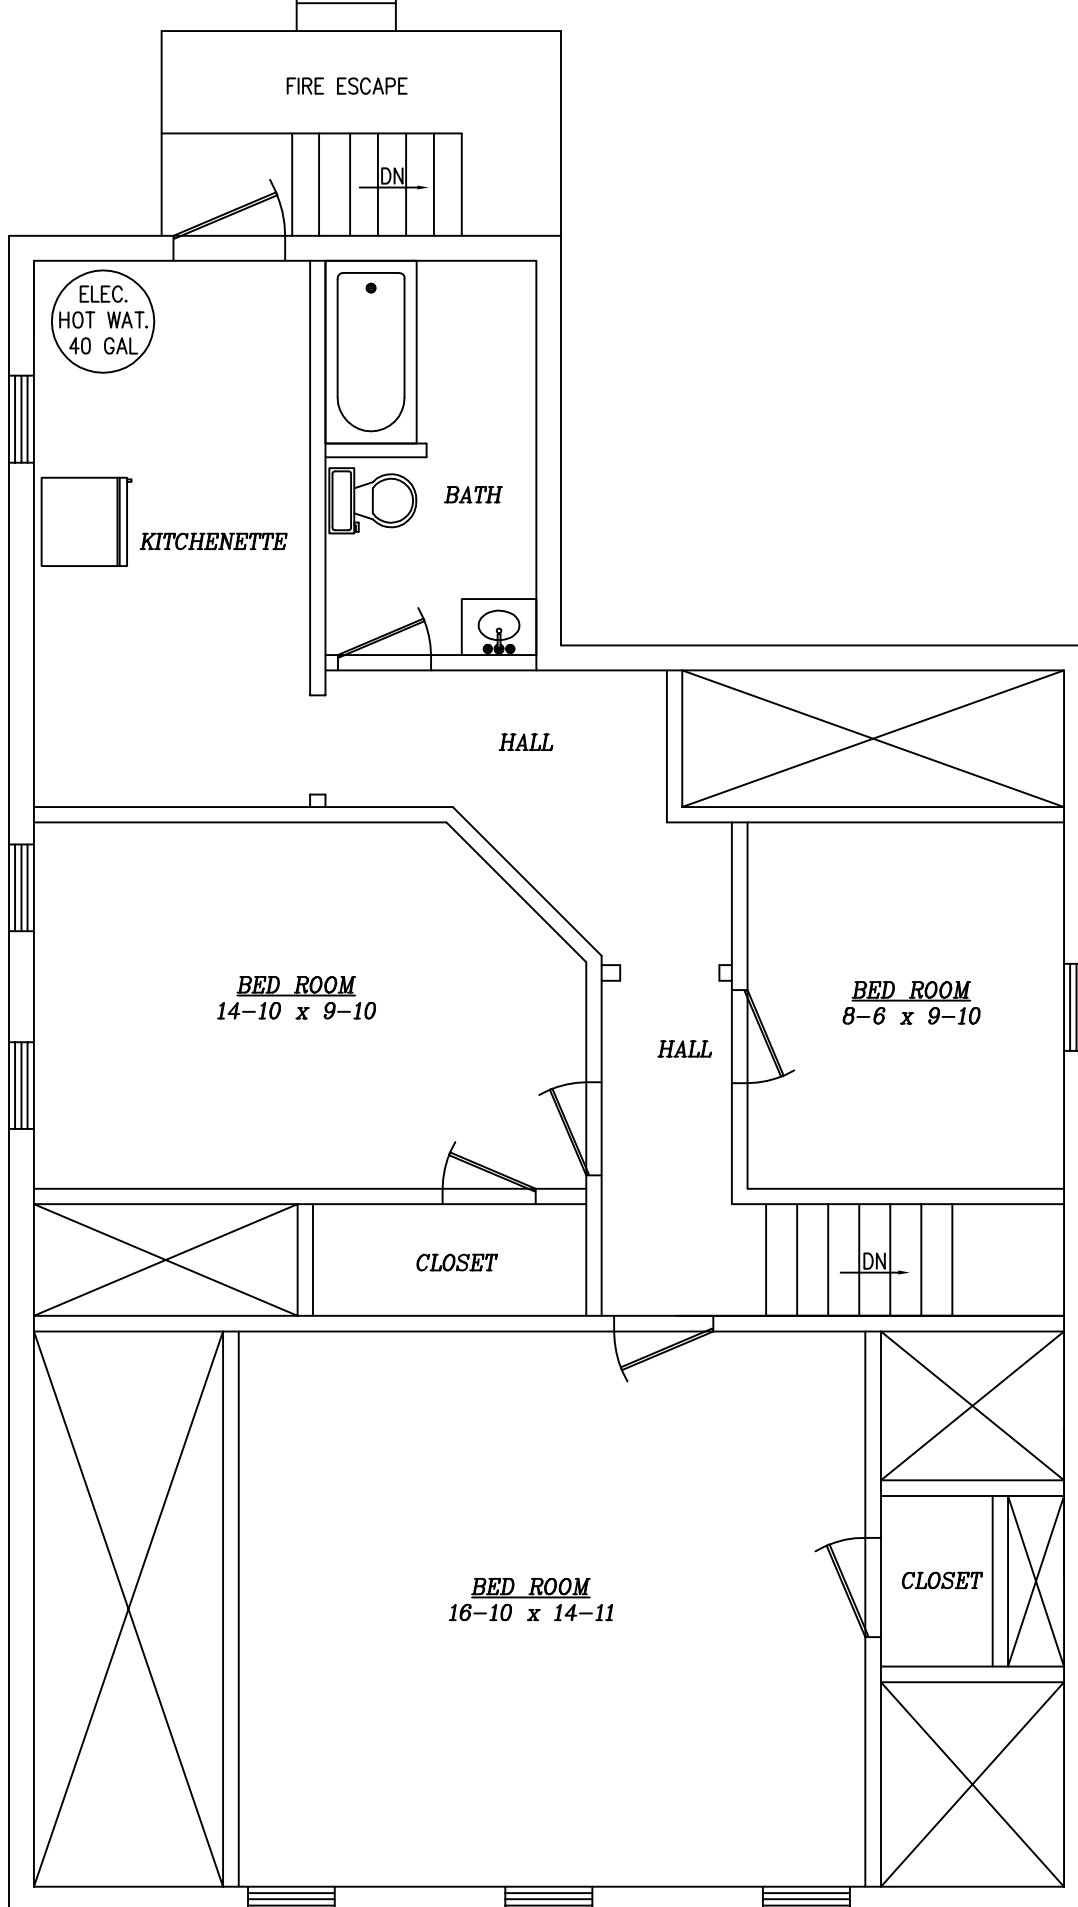 FIRE ESCAPE
DN
ELEC.
HOT WAT.
40 GAL
BATH
KITCHENETTE
HALL
BED ROOM
14-10 x 9-10
BED ROOM
8-6 x 9-10
HALL
CLOSET
DN
BED ROOM
16-10 x 14-11
CLOSET